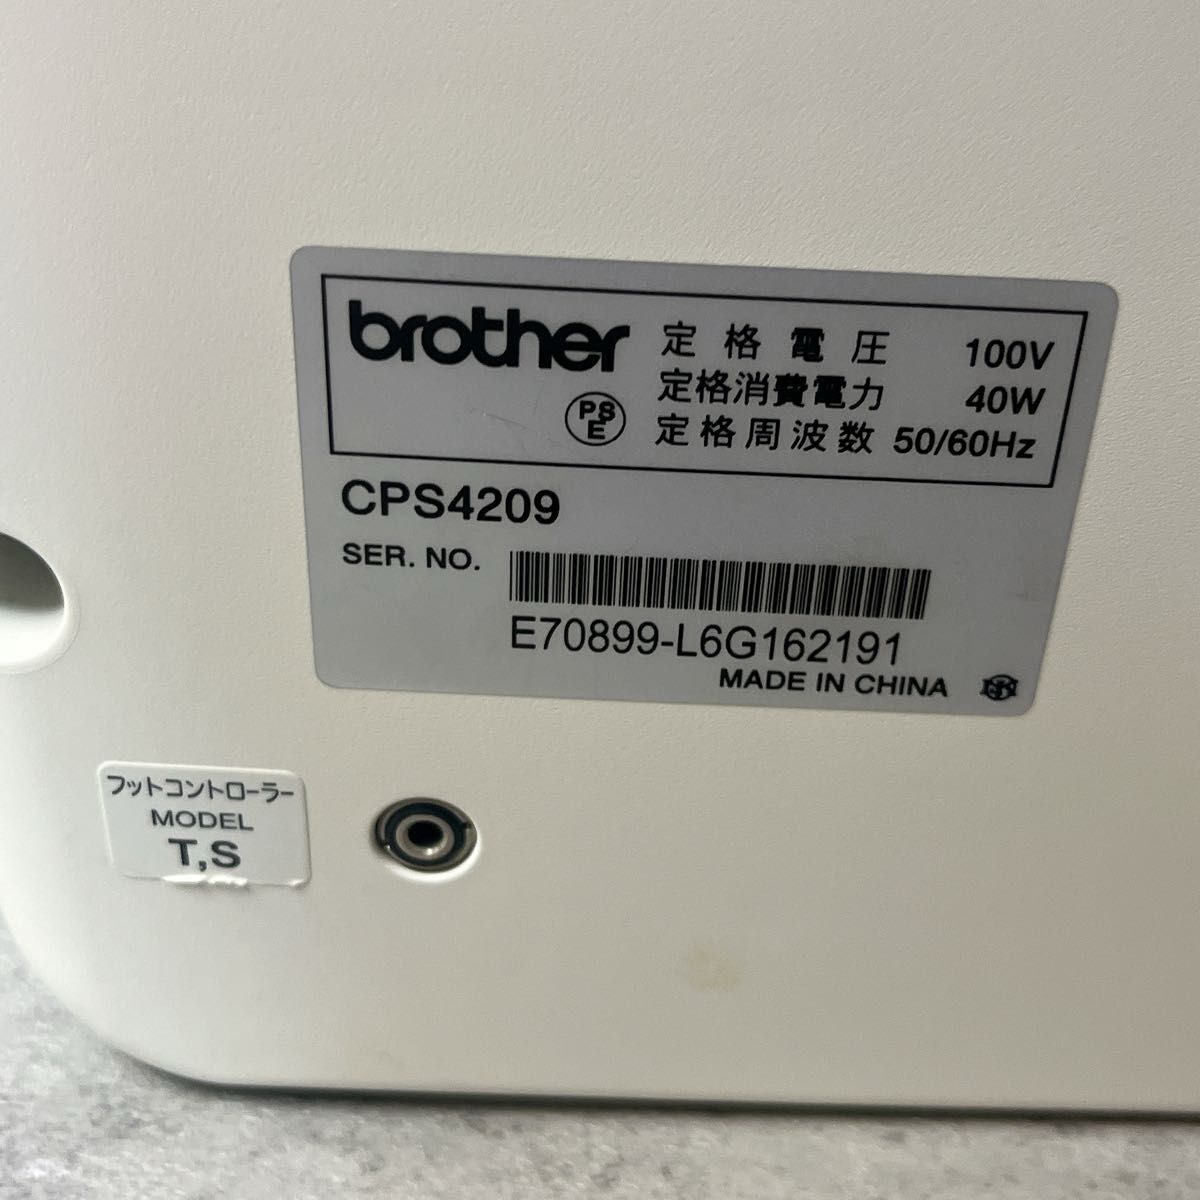 brother
定格電圧 100V
定格消費電力 40W
PS
E
定格周波数 50/60Hz
CPS4209
SER. NO.
E70899-L6G162191
MADE IN CHINA
フットコントローラー
MODEL
T,S